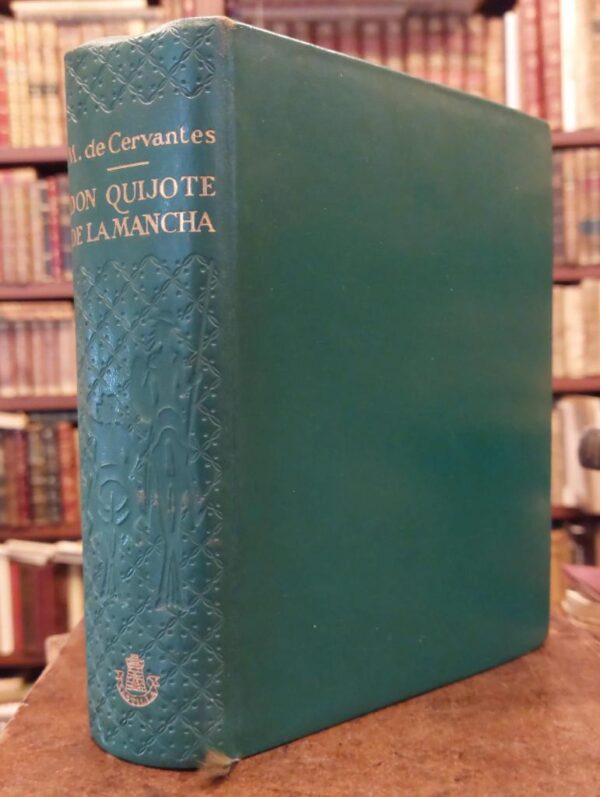 M. de Cervantes
DON QUIJOTE
DE LA MANCHA